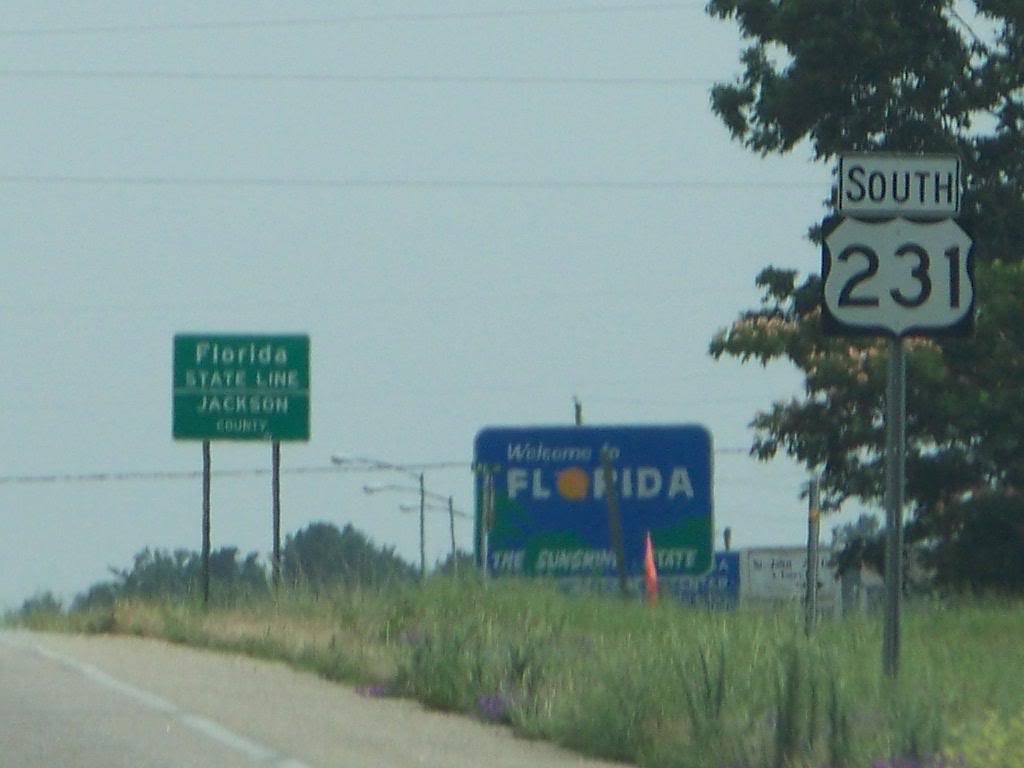 Florida
STATE LINE
JACKSON
COUNTY
Welcome to
FLORIDA
THE SUNSHINE STATE
SOUTH
231